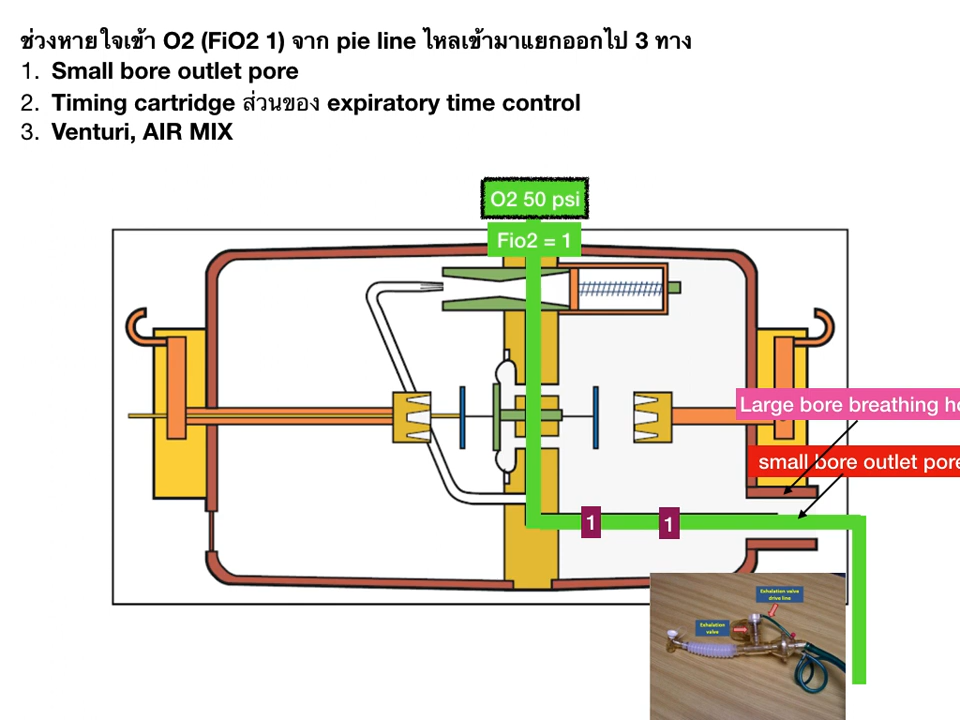 ช่วงหายใจเข้า O2 (FiO2 1) จาก pie line ไหลเข้ามาแยกออกไป 3 ทาง
1. Small bore outlet pore
2. Timing cartridge ส่วนของ expiratory time control
3. Venturi, AIR MIX
O2 50 psi
Fio2 = 1
Large bore breathing ho
small bore outlet pore
1 1
Exhalation valve
drive line
Exhalation
valve